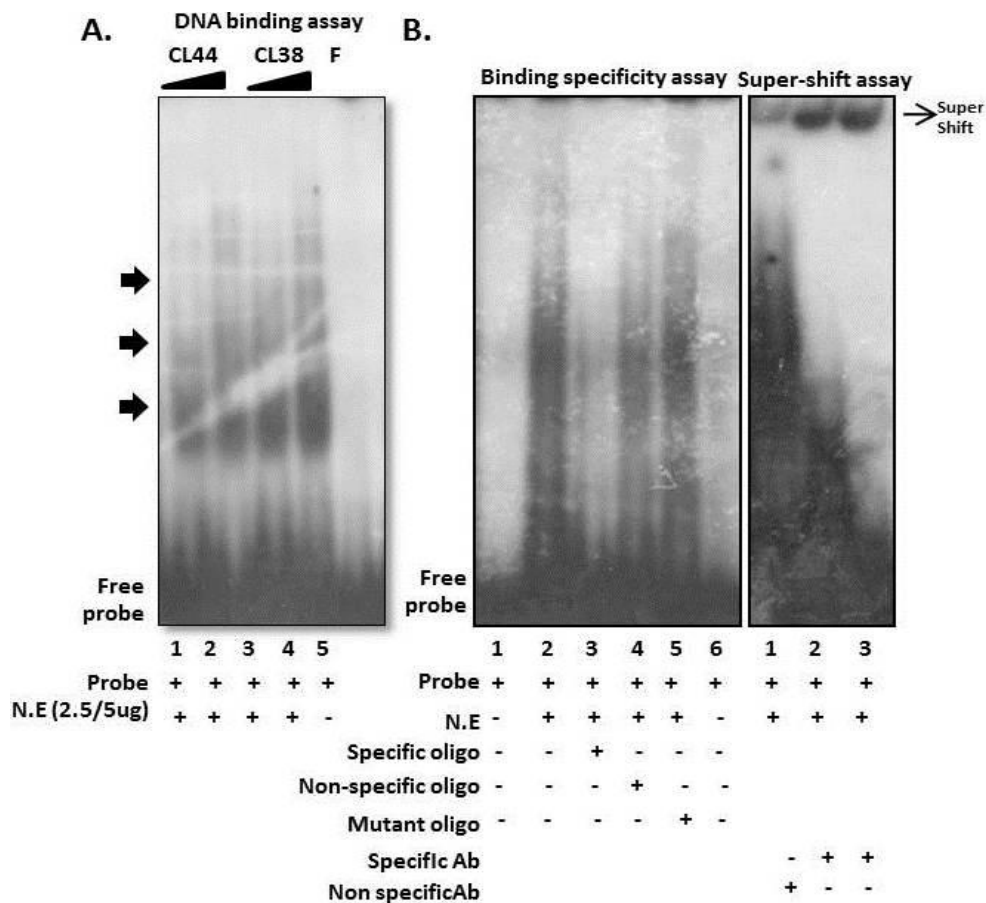 A.
DNA binding assay
CL44 CL38 F
B.
Binding specificity assay
Super-shift assay
Super
Shift
Free
probe
Free
probe
1 2 3 4 5
Probe + + + + +
N.E (2.5/5ug) + + + + -
1 2 3 4 5 6
Probe + + + + + +
N.E - + + + + -
Specific oligo - - + - - -
Non-specific oligo - - - + - -
Mutant oligo - - - - + -
1 2 3
+ + +
+ + +
SpecifIc Ab - + +
Non specificAb + - -